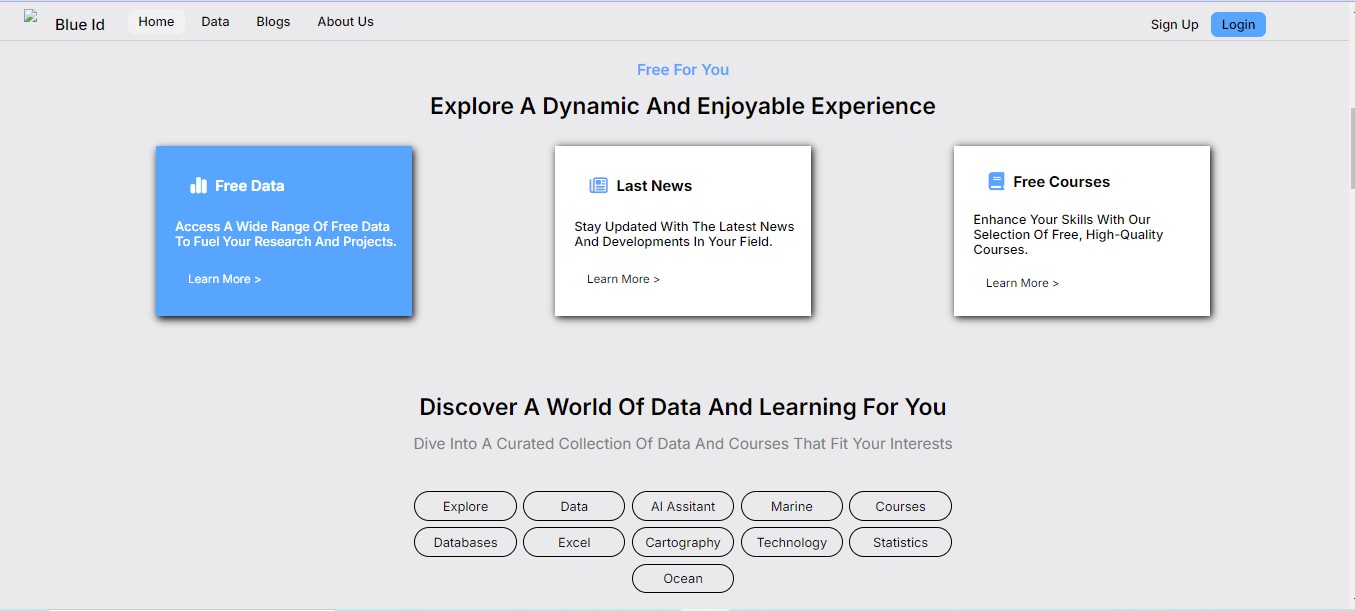 Blue Id Home Data Blogs About Us Sign Up Login
Free For You
Explore A Dynamic And Enjoyable Experience
Free Data
Access A Wide Range Of Free Data
To Fuel Your Research And Projects.
Learn More >
Last News
Stay Updated With The Latest News
And Developments In Your Field.
Learn More >
Free Courses
Enhance Your Skills With Our
Selection Of Free, High-Quality
Courses.
Learn More >
Discover A World Of Data And Learning For You
Dive Into A Curated Collection Of Data And Courses That Fit Your Interests
Explore Data AI Assitant Marine Courses
Databases Excel Cartography Technology Statistics
Ocean